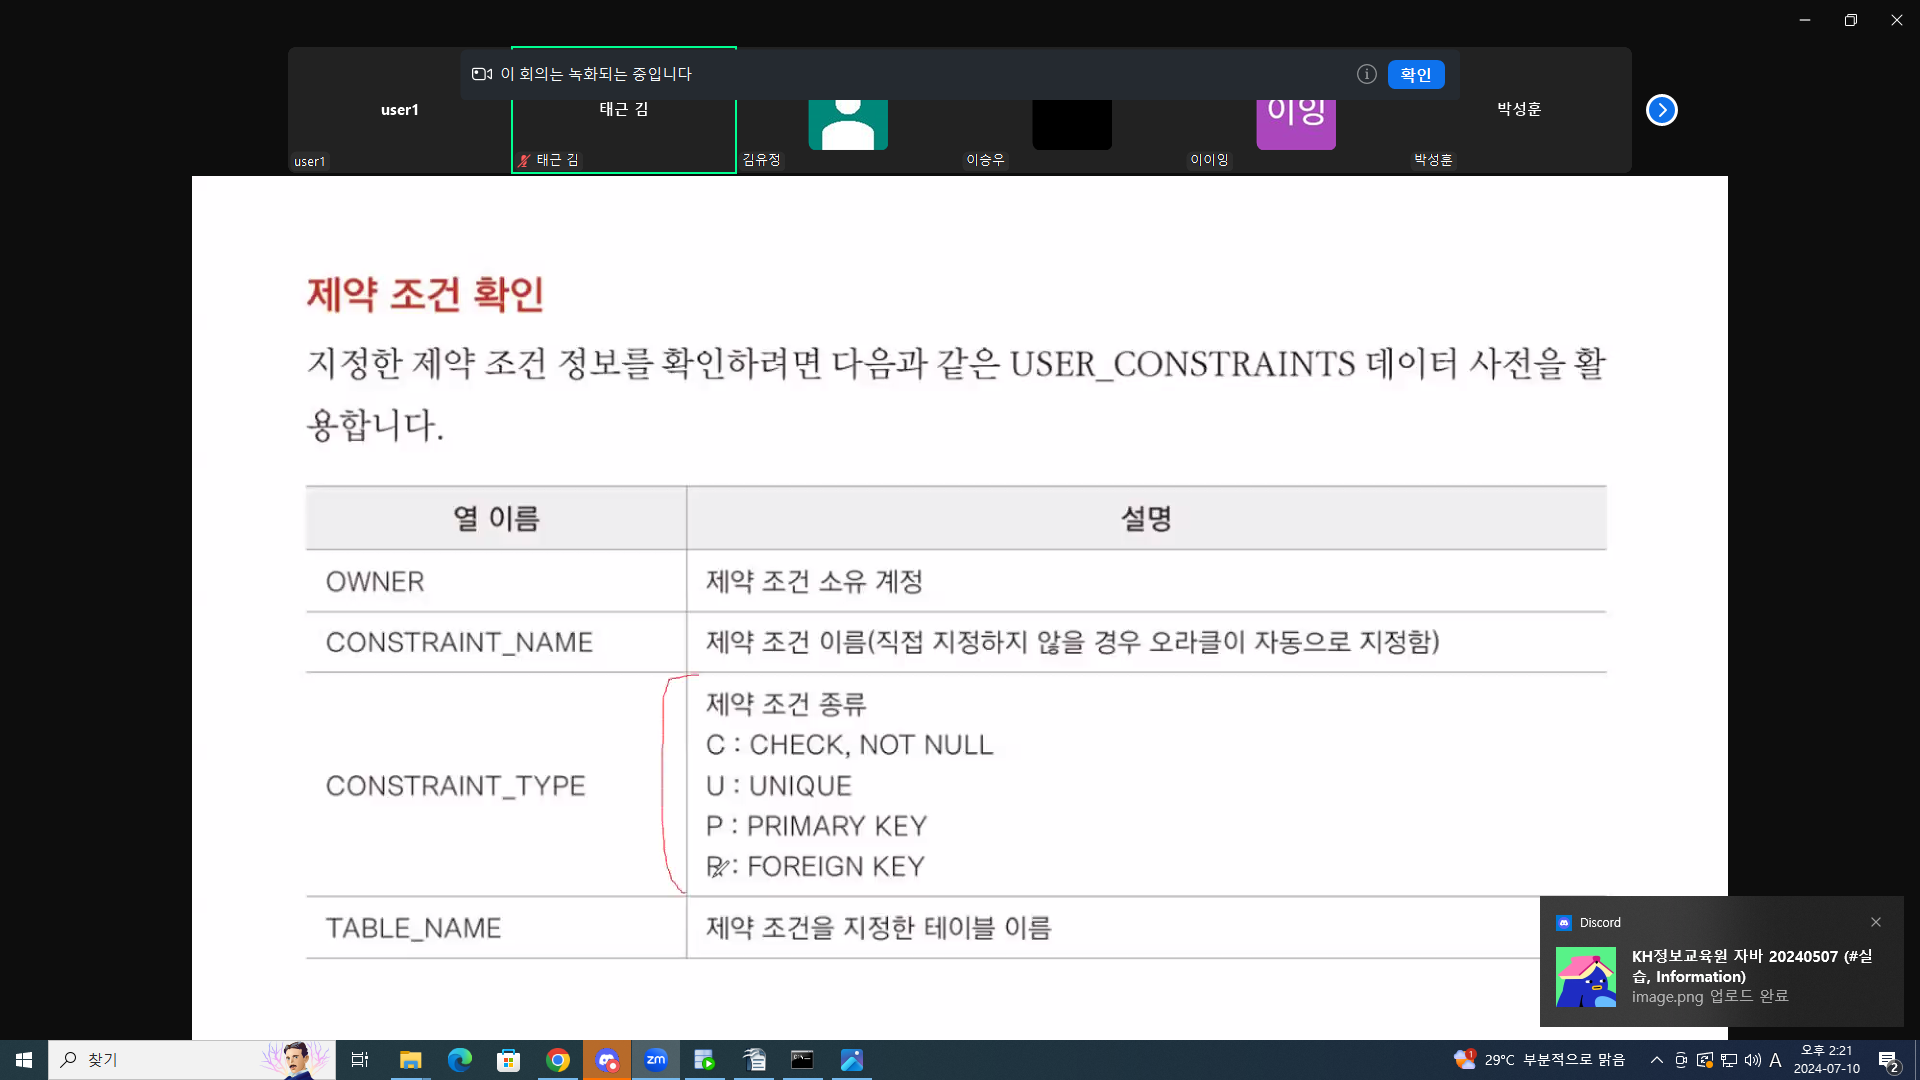 이 회의는 녹화되는 중입니다
확인
user1
태근 김
이잉
박성훈
user1
태근 김
김유정
이승우
이이잉
박성훈
제약 조건 확인
지정한 제약 조건 정보를 확인하려면 다음과 같은 USER_CONSTRAINTS 데이터 사전을 활
용합니다.
열 이름 설명
OWNER 제약 조건 소유 계정
CONSTRAINT_NAME 제약 조건 이름(직접 지정하지 않을 경우 오라클이 자동으로 지정함)
CONSTRAINT_TYPE
제약 조건 종류
C : CHECK, NOT NULL
U : UNIQUE
P : PRIMARY KEY
R : FOREIGN KEY
TABLE_NAME 제약 조건을 지정한 테이블 이름
Discord
KH정보교육원 자바 20240507 (#실
습, Information)
image.png 업로드 완료
찾기
zm
1
29°C 부분적으로 맑음
A
오후 2:21
2024-07-10
2